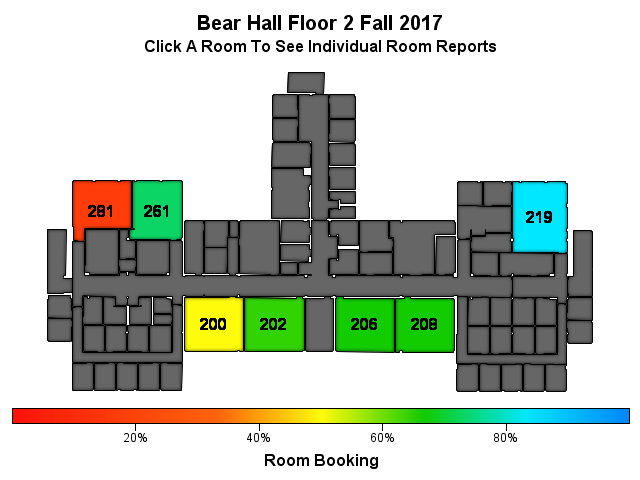 Bear Hall Floor 2 Fall 2017
Click A Room To See Individual Room Reports
281 261 219
200 202 206 208
20% 40% 60% 80%
Room Booking